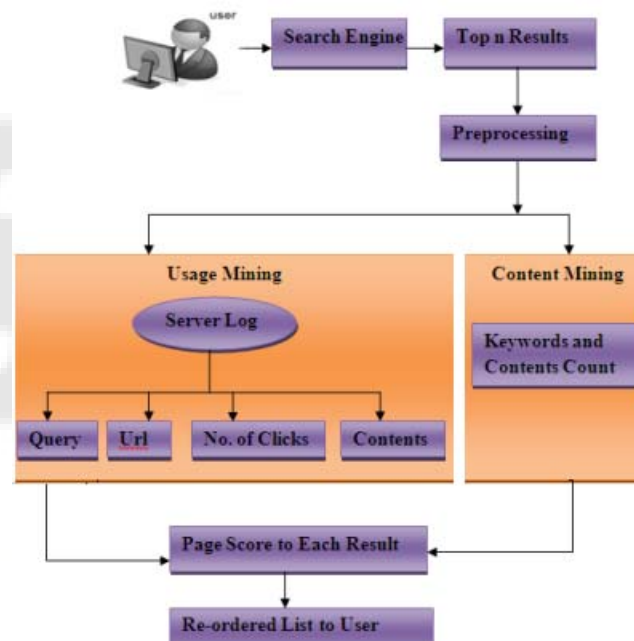 user
Search Engine
Top n Results
Preprocessing
Usage Mining
Content Mining
Server Log
Keywords and
Contents Count
Query
Url
No. of Clicks
Contents
Page Score to Each Result
Re-ordered List to User